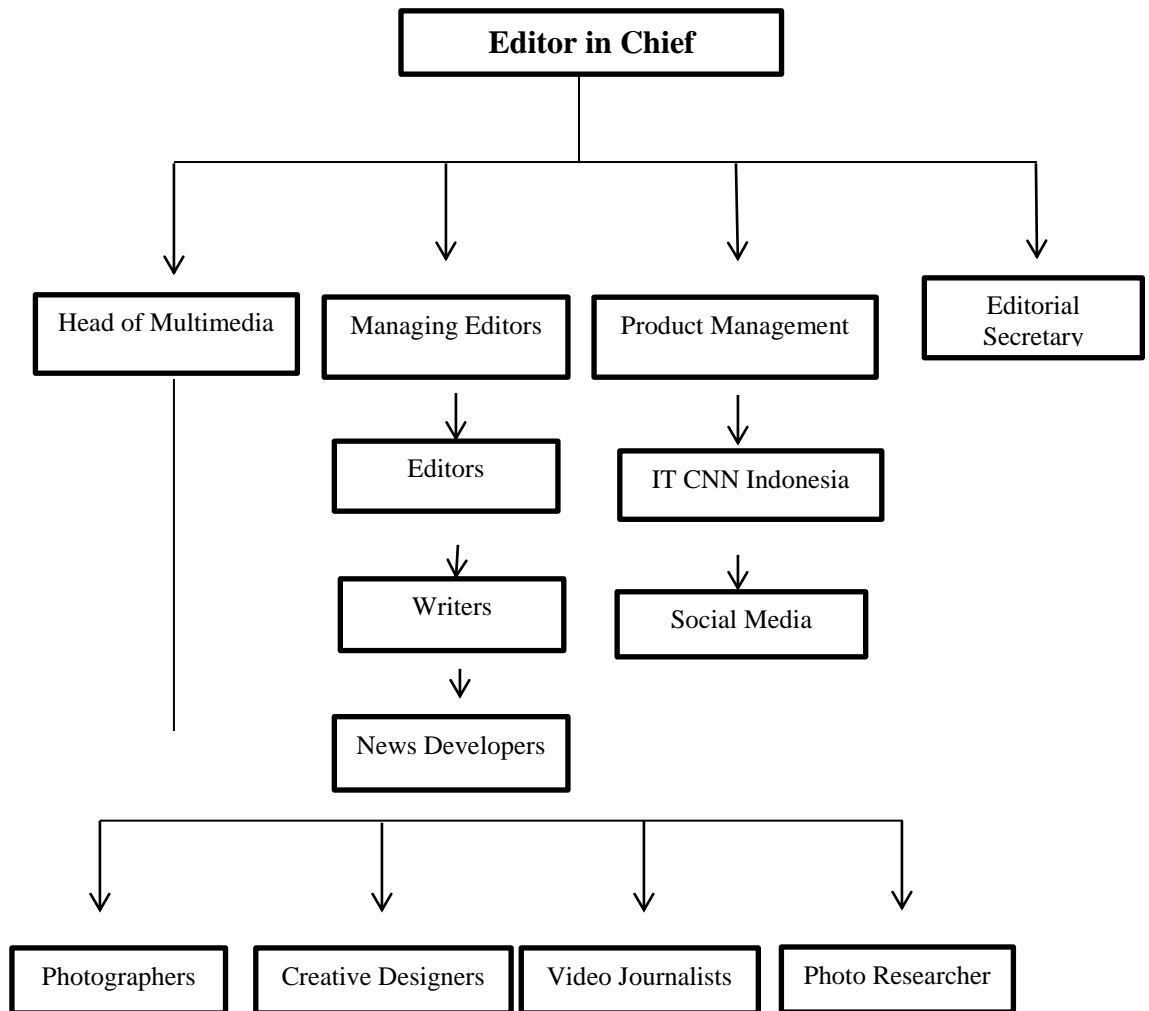 Editor in Chief
Head of Multimedia
Managing Editors
Product Management
Editorial
Secretary
Editors
IT CNN Indonesia
Writers
Social Media
News Developers
Photographers
Creative Designers
Video Journalists
Photo Researcher